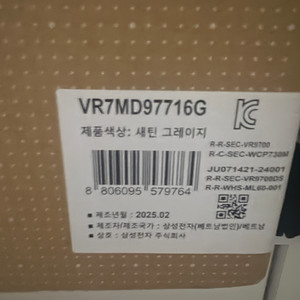 VR7MD97716G
제품색상: 새틴 그레이지
R-R-SEC-VR9700
R-C-SEC-WCP730M
JU071421-24001
R-R-SEC-VR9700DS
R-R-WHS-ML60-001
8 806095 579764
제조년월 : 2025.02
제조자/제조국가 : 삼성전자(베트남법인)/베트남
상호 : 삼성전자 주식회사